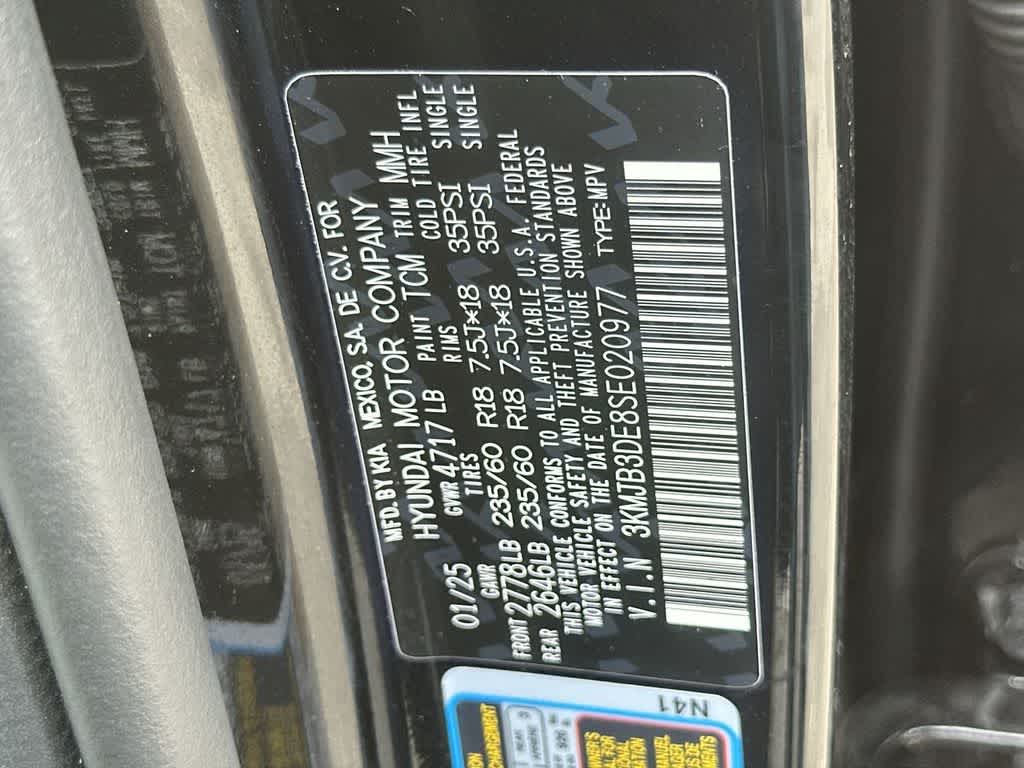 MFD. BY KIA MEXICO, S.A. DE C.V. FOR
HYUNDAI MOTOR COMPANY
01/25 GVWR 4717 LB PAINT TCM TRIM MMH
GAWR TIRES RIMS COLD TIRE INFL
FRONT 2778LB 235/60 R18 7.5J×18 35PSI SINGLE
REAR 2646LB 235/60 R18 7.5J×18 35PSI SINGLE
THIS VEHICLE CONFORMS TO ALL APPLICABLE U.S.A. FEDERAL
MOTOR VEHICLE SAFETY AND THEFT PREVENTION STANDARDS
IN EFFECT ON THE DATE OF MANUFACTURE SHOWN ABOVE
V.I.N 3KMJB3DE8SE020977 TYPE:MPV
N41